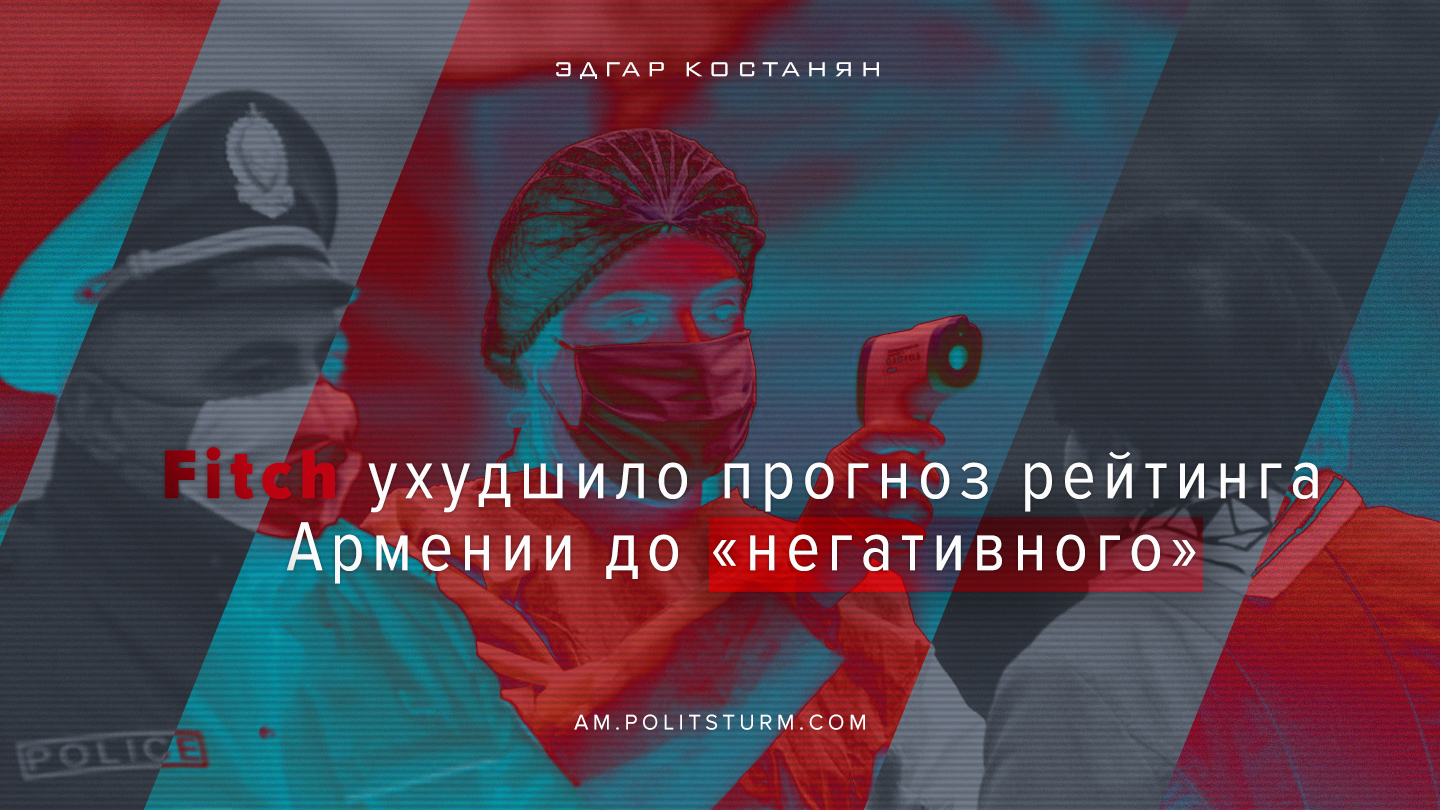 ЭДГАР КОСТАНЯН
Fitch ухудшило прогноз рейтинга
Армении до «негативного»
AM.POLITSTURM.COM
POLICE